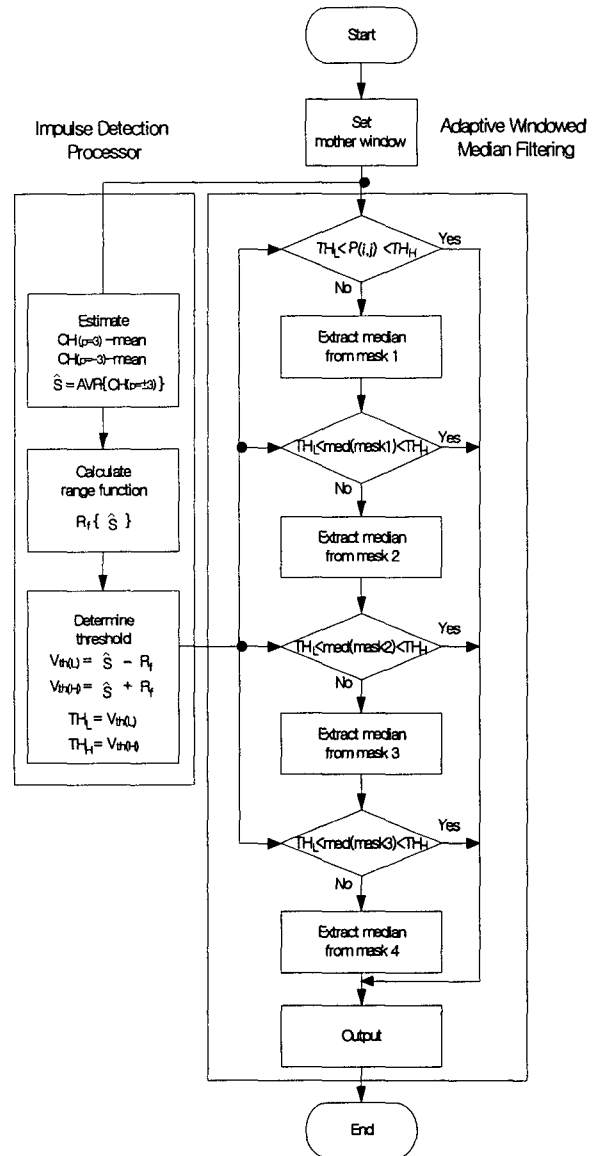 Start
Set
mother window
Impulse Detection
Processor
Adaptive Windowed
Median Filtering
Estimate
CH(p=3)-mean
CH(p=-3)-mean
Ŝ=AVR{CH(p=±3)}
Calculate
range function
R_f{ Ŝ }
Determine
threshold
V_th(L) = Ŝ - R_f
V_th(H) = Ŝ + R_f
TH_L = V_th(L)
TH_H = V_th(H)
TH_L< P(i,j) <TH_H
Yes
No
Extract median
from mask 1
TH_L<med(mask1)<TH_H
Yes
No
Extract median
from mask 2
TH_L<med(mask2)<TH_H
Yes
No
Extract median
from mask 3
TH_L<med(mask3)<TH_H
Yes
No
Extract median
from mask 4
Output
End